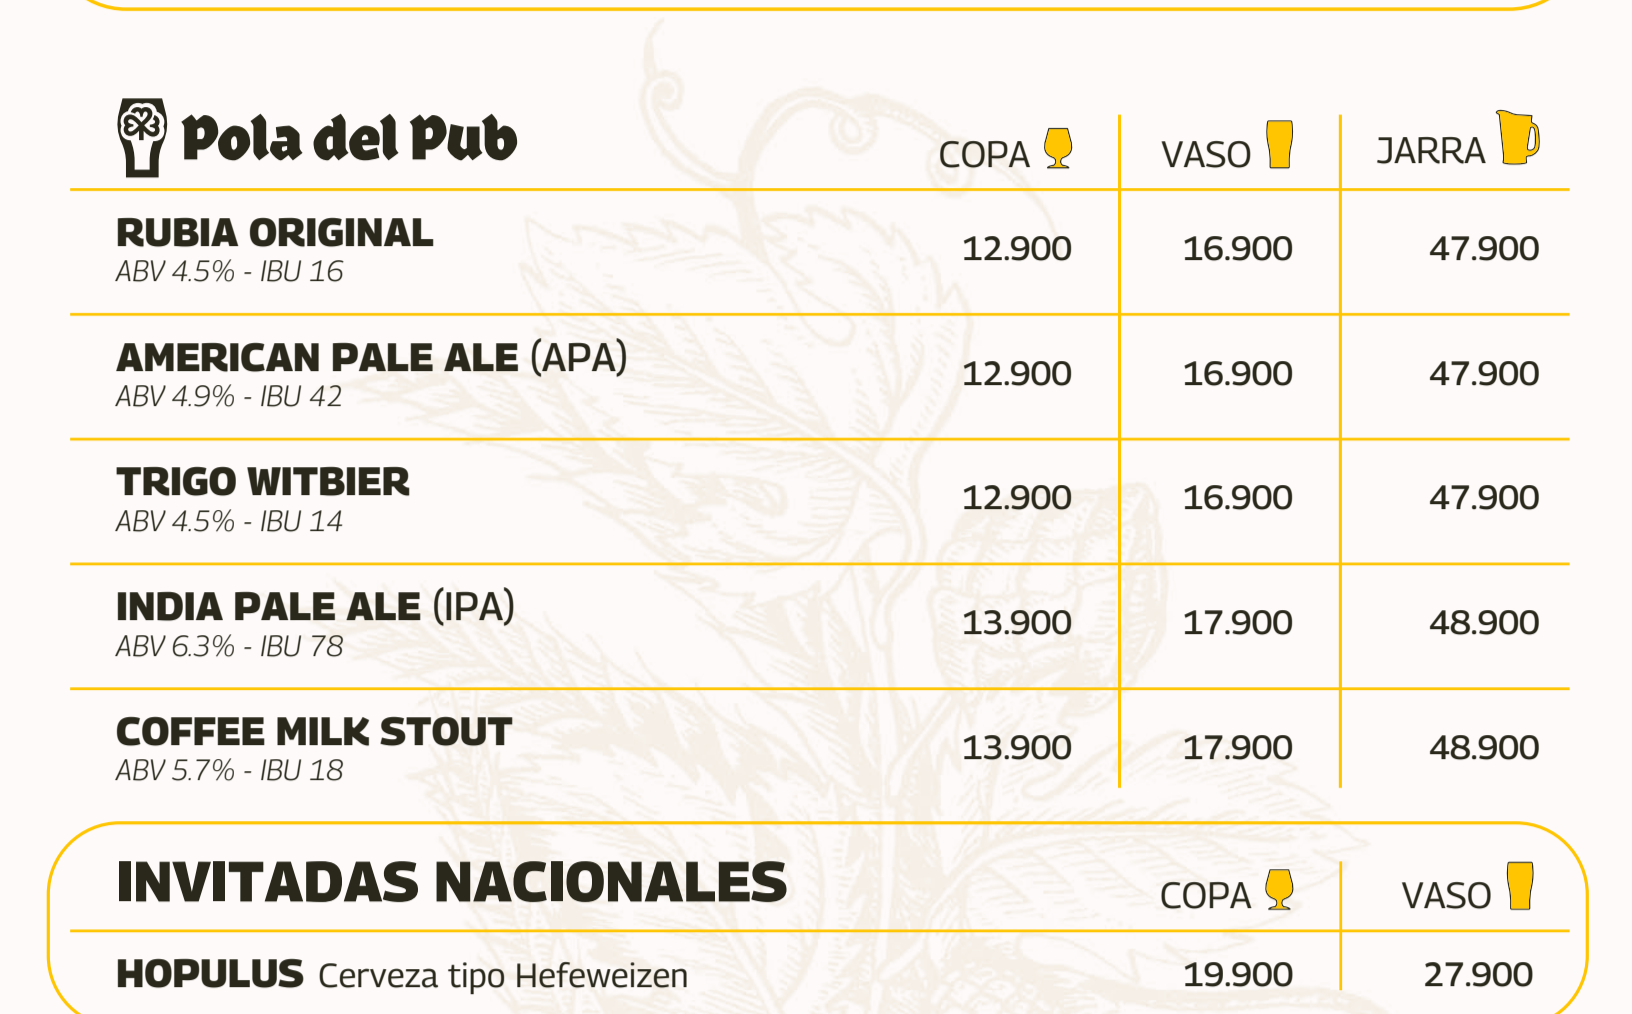 Pola del Pub COPA VASO JARRA
RUBIA ORIGINAL 12.900 16.900 47.900
ABV 4.5% - IBU 16
AMERICAN PALE ALE (APA) 12.900 16.900 47.900
ABV 4.9% - IBU 42
TRIGO WITBIER 12.900 16.900 47.900
ABV 4.5% - IBU 14
INDIA PALE ALE (IPA) 13.900 17.900 48.900
ABV 6.3% - IBU 78
COFFEE MILK STOUT 13.900 17.900 48.900
ABV 5.7% - IBU 18
INVITADAS NACIONALES COPA VASO
HOPULUS Cerveza tipo Hefeweizen 19.900 27.900